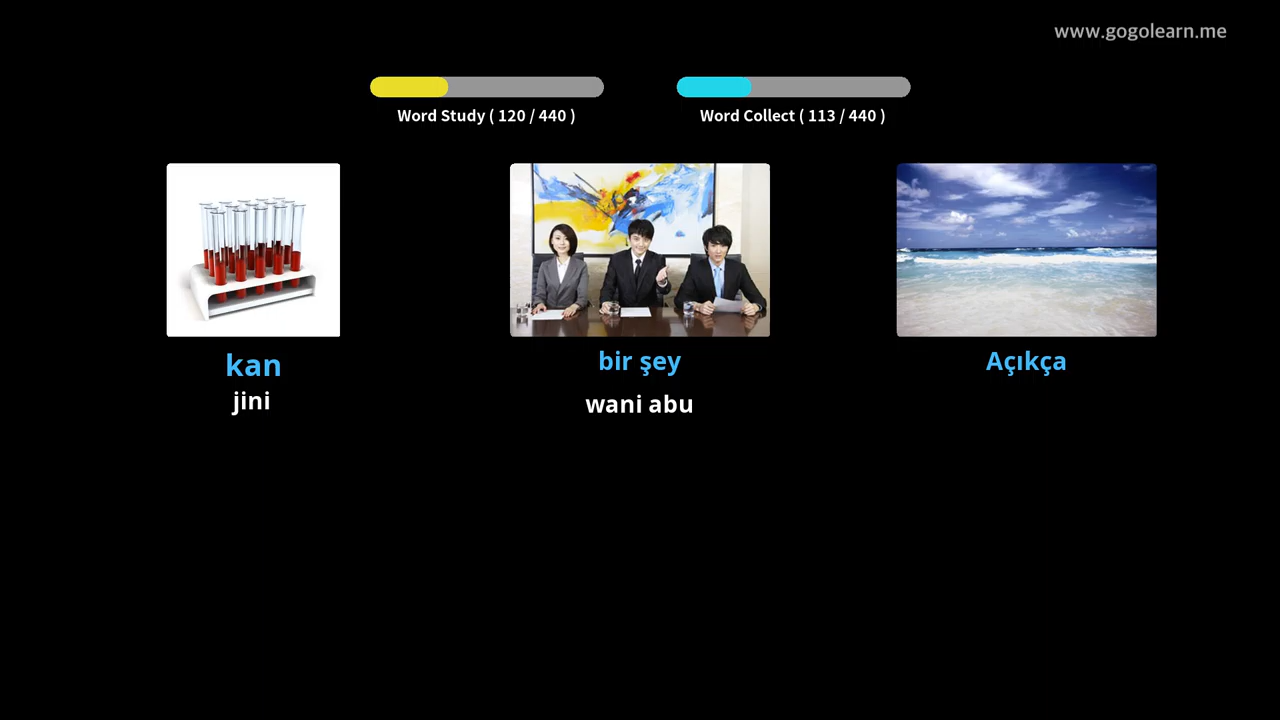 www.gogolearn.me
Word Study ( 120 / 440 )
Word Collect ( 113 / 440 )
kan
jini
bir şey
wani abu
Açıkça